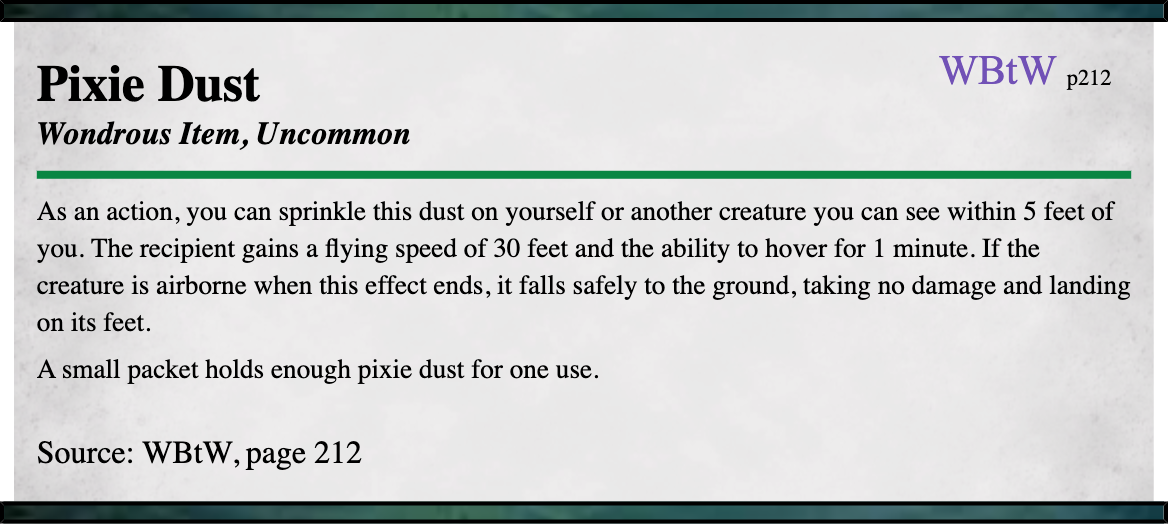 Pixie Dust
WBtW p212
Wondrous Item, Uncommon
As an action, you can sprinkle this dust on yourself or another creature you can see within 5 feet of
you. The recipient gains a flying speed of 30 feet and the ability to hover for 1 minute. If the
creature is airborne when this effect ends, it falls safely to the ground, taking no damage and landing
on its feet.
A small packet holds enough pixie dust for one use.
Source: WBtW, page 212